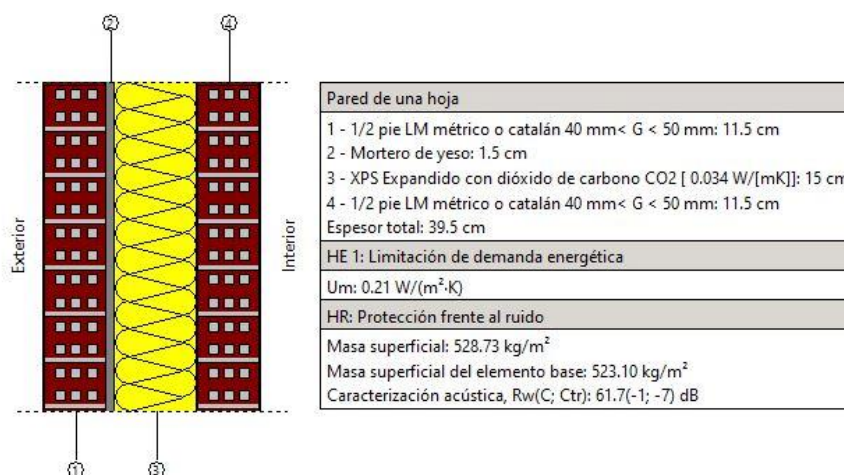 2
4
Exterior
Interior
1
3
Pared de una hoja
1 - 1/2 pie LM métrico o catalán 40 mm< G < 50 mm: 11.5 cm
2 - Mortero de yeso: 1.5 cm
3 - XPS Expandido con dióxido de carbono CO2 [ 0.034 W/[mK]]: 15 cm
4 - 1/2 pie LM métrico o catalán 40 mm< G < 50 mm: 11.5 cm
Espesor total: 39.5 cm
HE 1: Limitación de demanda energética
Um: 0.21 W/(m²·K)
HR: Protección frente al ruido
Masa superficial: 528.73 kg/m²
Masa superficial del elemento base: 523.10 kg/m²
Caracterización acústica, Rw(C; Ctr): 61.7(-1; -7) dB